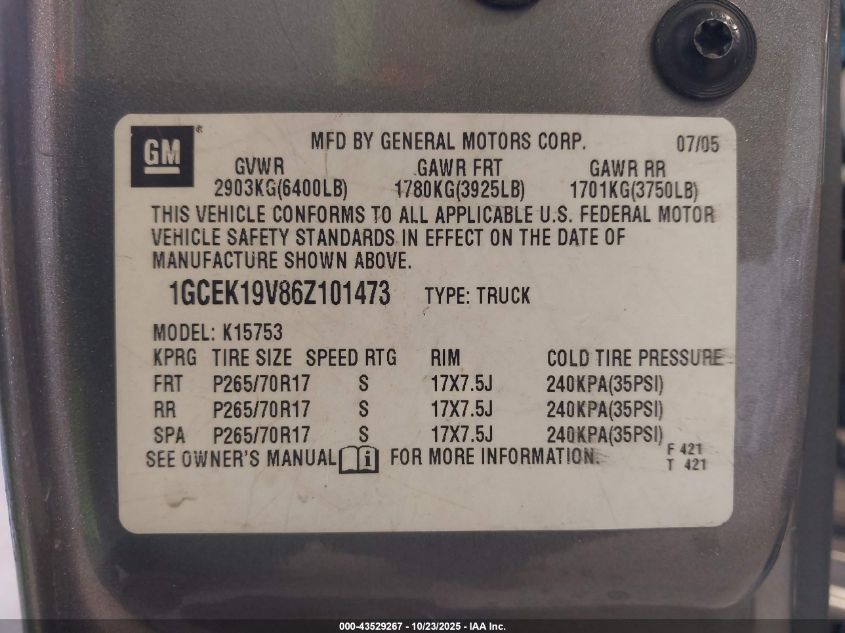 GM
MFD BY GENERAL MOTORS CORP. 07/05
GVWR GAWR FRT GAWR RR
2903KG(6400LB) 1780KG(3925LB) 1701KG(3750LB)
THIS VEHICLE CONFORMS TO ALL APPLICABLE U.S. FEDERAL MOTOR
VEHICLE SAFETY STANDARDS IN EFFECT ON THE DATE OF
MANUFACTURE SHOWN ABOVE.
1GCEK19V86Z101473 TYPE: TRUCK
MODEL: K15753
KPRG TIRE SIZE SPEED RTG RIM COLD TIRE PRESSURE
FRT P265/70R17 S 17X7.5J 240KPA(35PSI)
RR P265/70R17 S 17X7.5J 240KPA(35PSI)
SPA P265/70R17 S 17X7.5J 240KPA(35PSI)
SEE OWNER'S MANUAL i FOR MORE INFORMATION. F 421
T 421
000-43529267 - 10/23/2025 - IAA Inc.